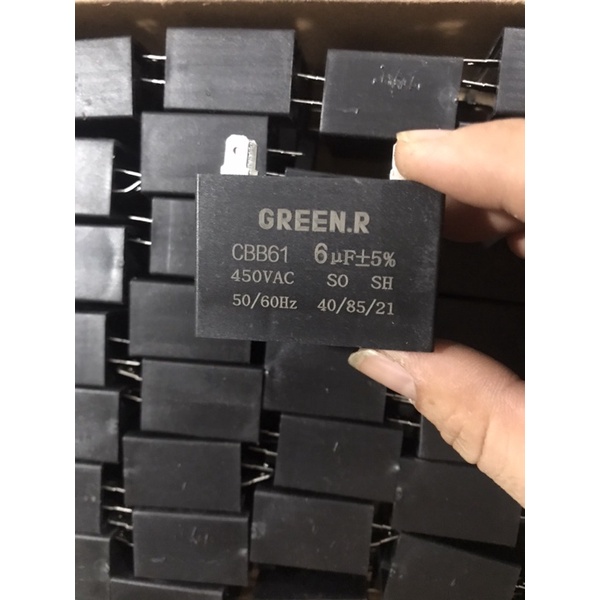 GREEN.R
CBB61 6μF±5%
450VAC SO SH
50/60Hz 40/85/21